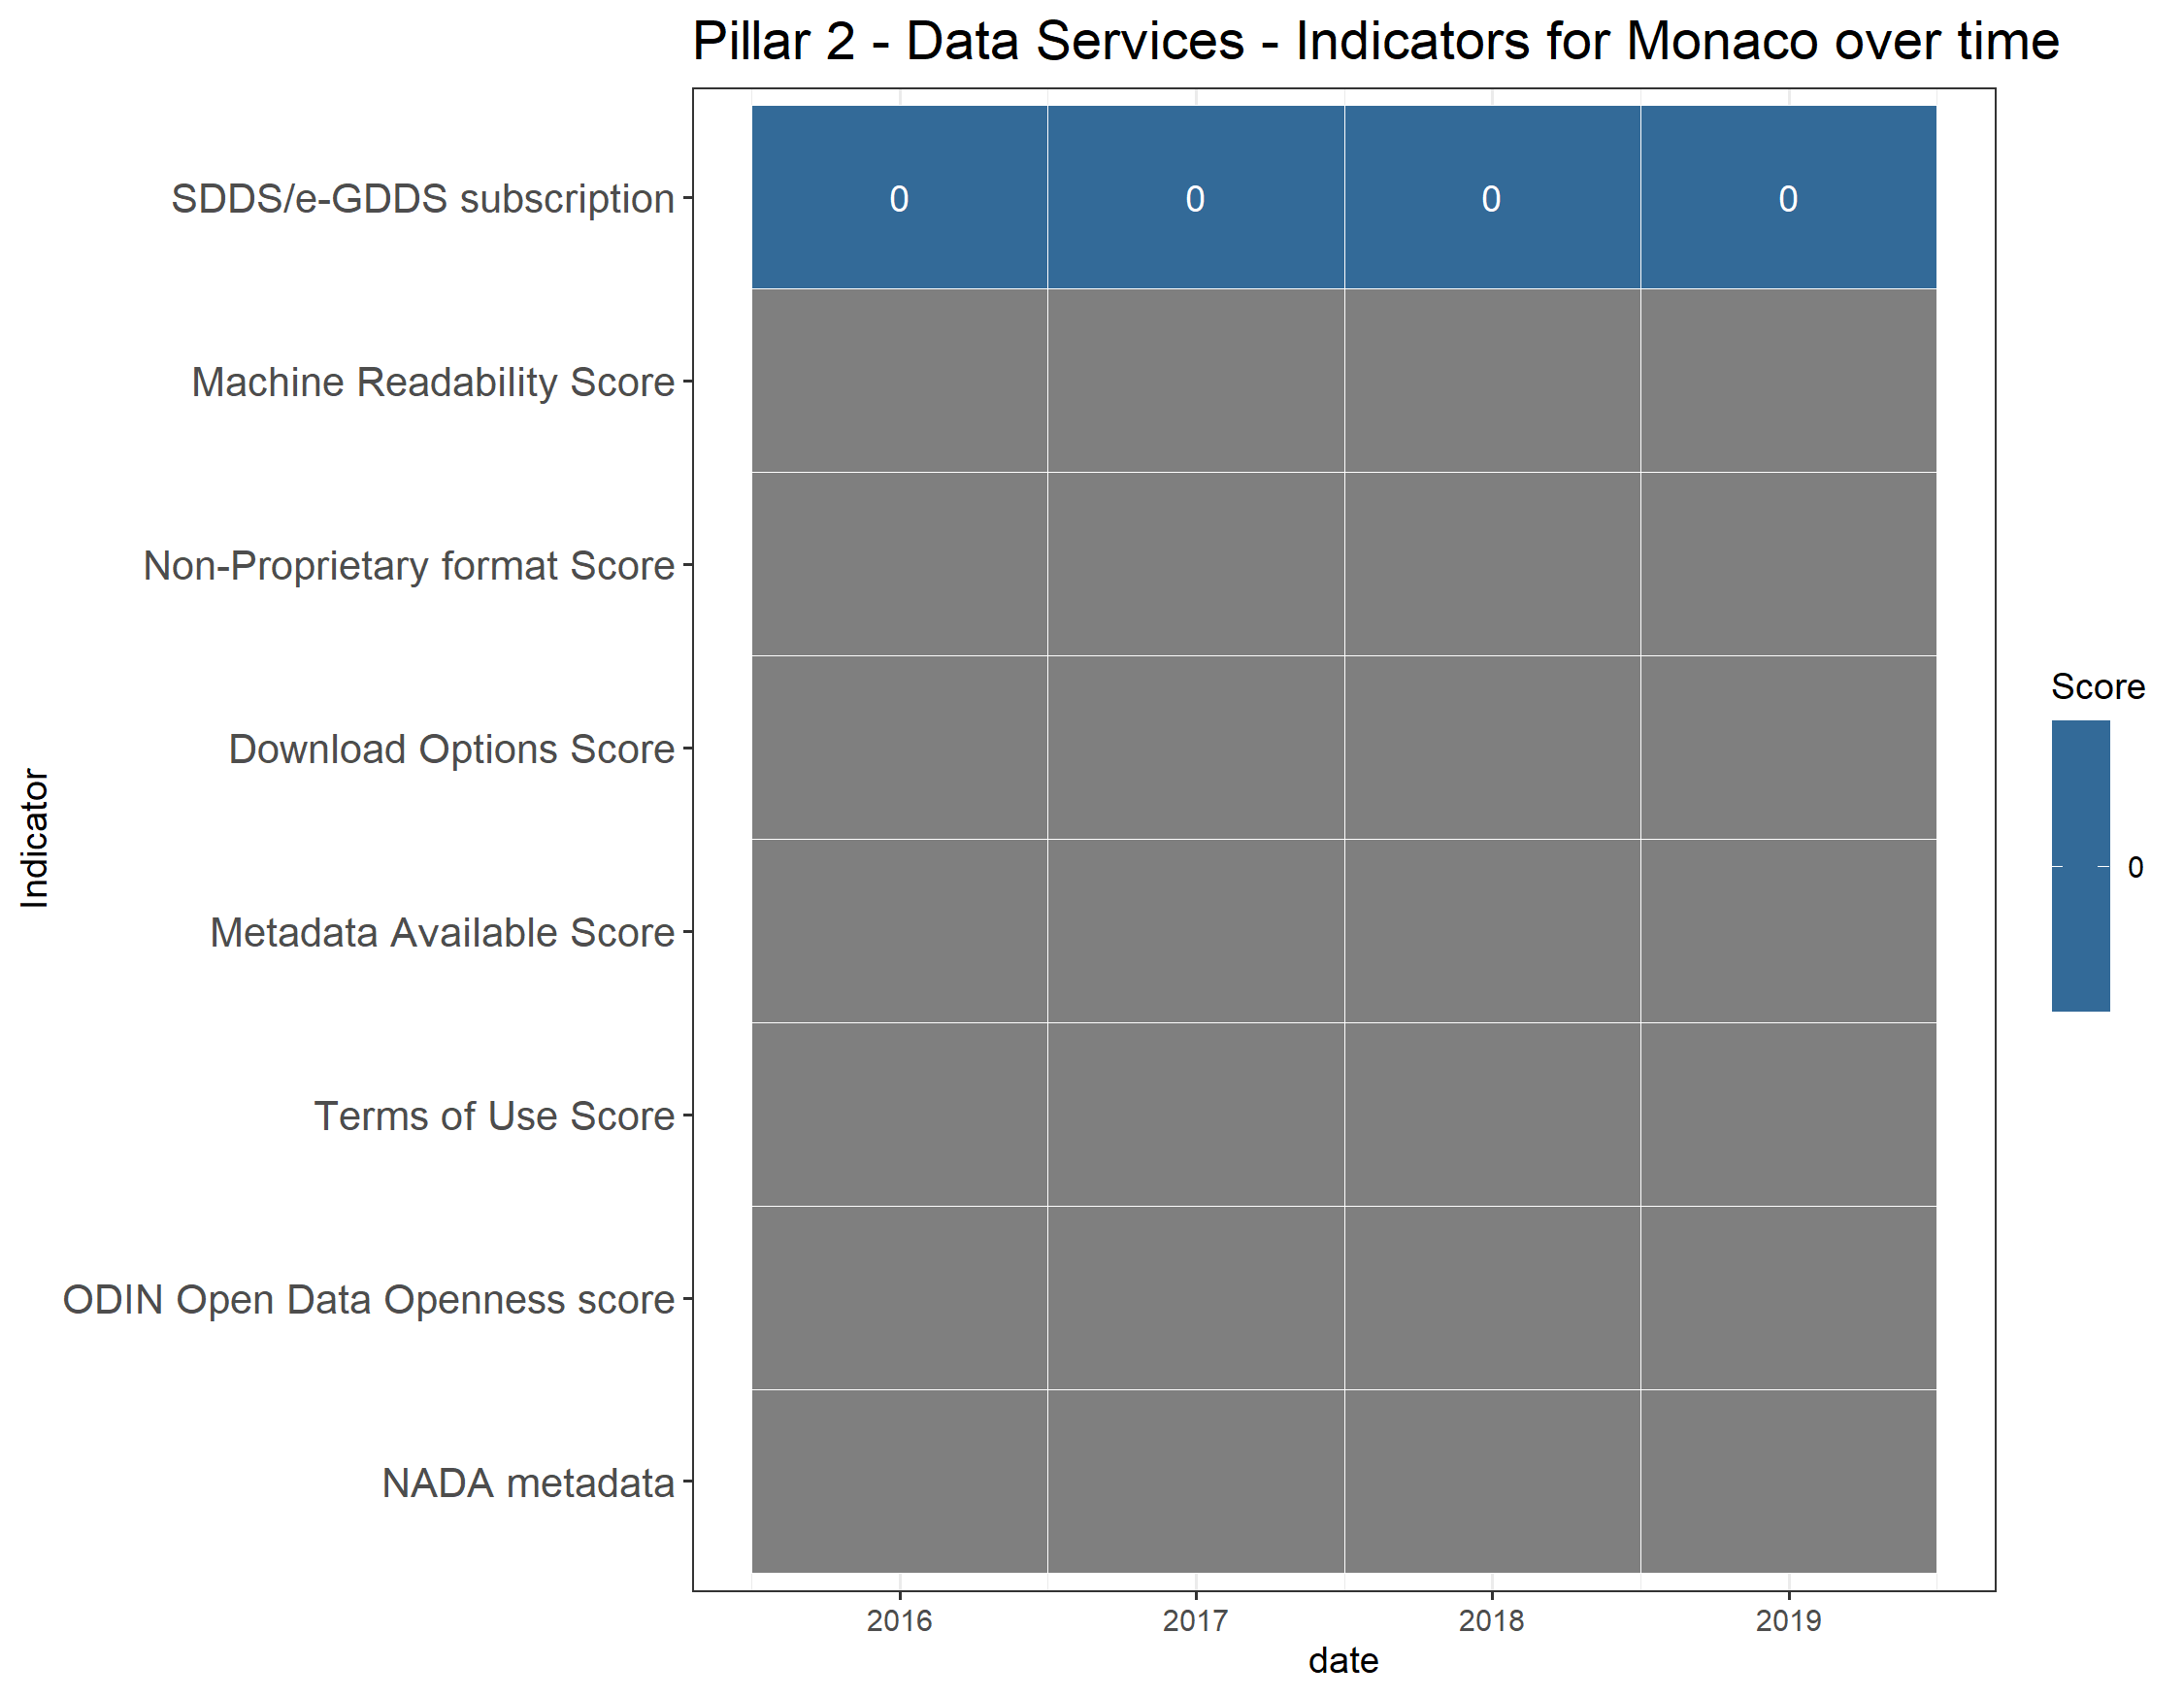 Pillar 2 - Data Services - Indicators for Monaco over time
SDDS/e-GDDS subscription
0 0 0 0
Machine Readability Score
Non-Proprietary format Score
Download Options Score
Metadata Available Score
Terms of Use Score
ODIN Open Data Openness score
NADA metadata
Indicator
2016 2017 2018 2019
date
Score
0